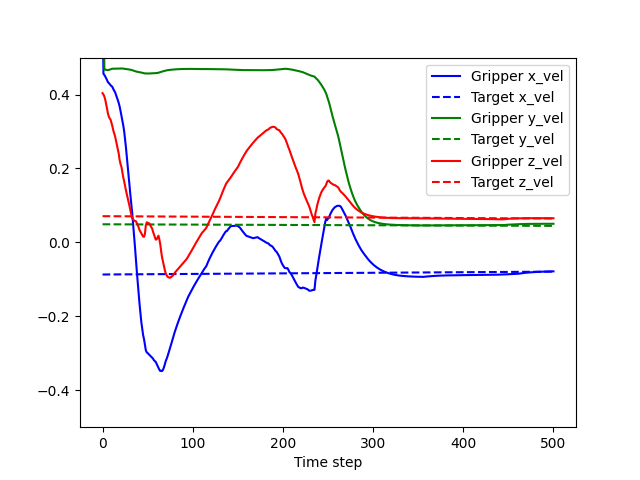 0.4
0.2
0.0
−0.2
−0.4
0
100
200
300
400
500
Time step
Gripper x_vel
Target x_vel
Gripper y_vel
Target y_vel
Gripper z_vel
Target z_vel